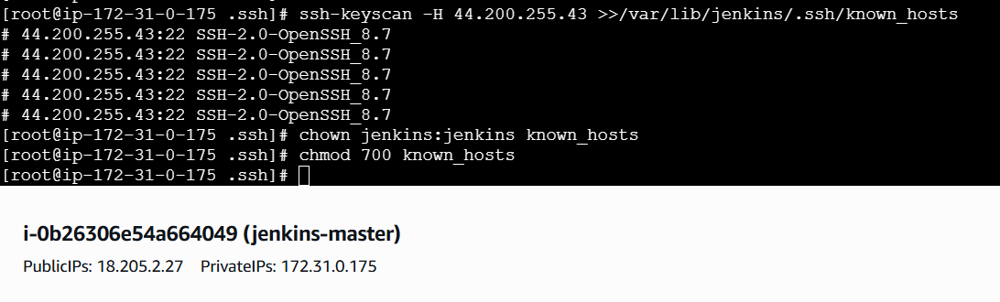 [root@ip-172-31-0-175 .ssh]# ssh-keyscan -H 44.200.255.43 >>/var/lib/jenkins/.ssh/known_hosts
# 44.200.255.43:22 SSH-2.0-OpenSSH_8.7
# 44.200.255.43:22 SSH-2.0-OpenSSH_8.7
# 44.200.255.43:22 SSH-2.0-OpenSSH_8.7
# 44.200.255.43:22 SSH-2.0-OpenSSH_8.7
# 44.200.255.43:22 SSH-2.0-OpenSSH_8.7
[root@ip-172-31-0-175 .ssh]# chown jenkins:jenkins known_hosts
[root@ip-172-31-0-175 .ssh]# chmod 700 known_hosts
[root@ip-172-31-0-175 .ssh]#
i-0b26306e54a664049 (jenkins-master)
PublicIPs: 18.205.2.27 PrivateIPs: 172.31.0.175